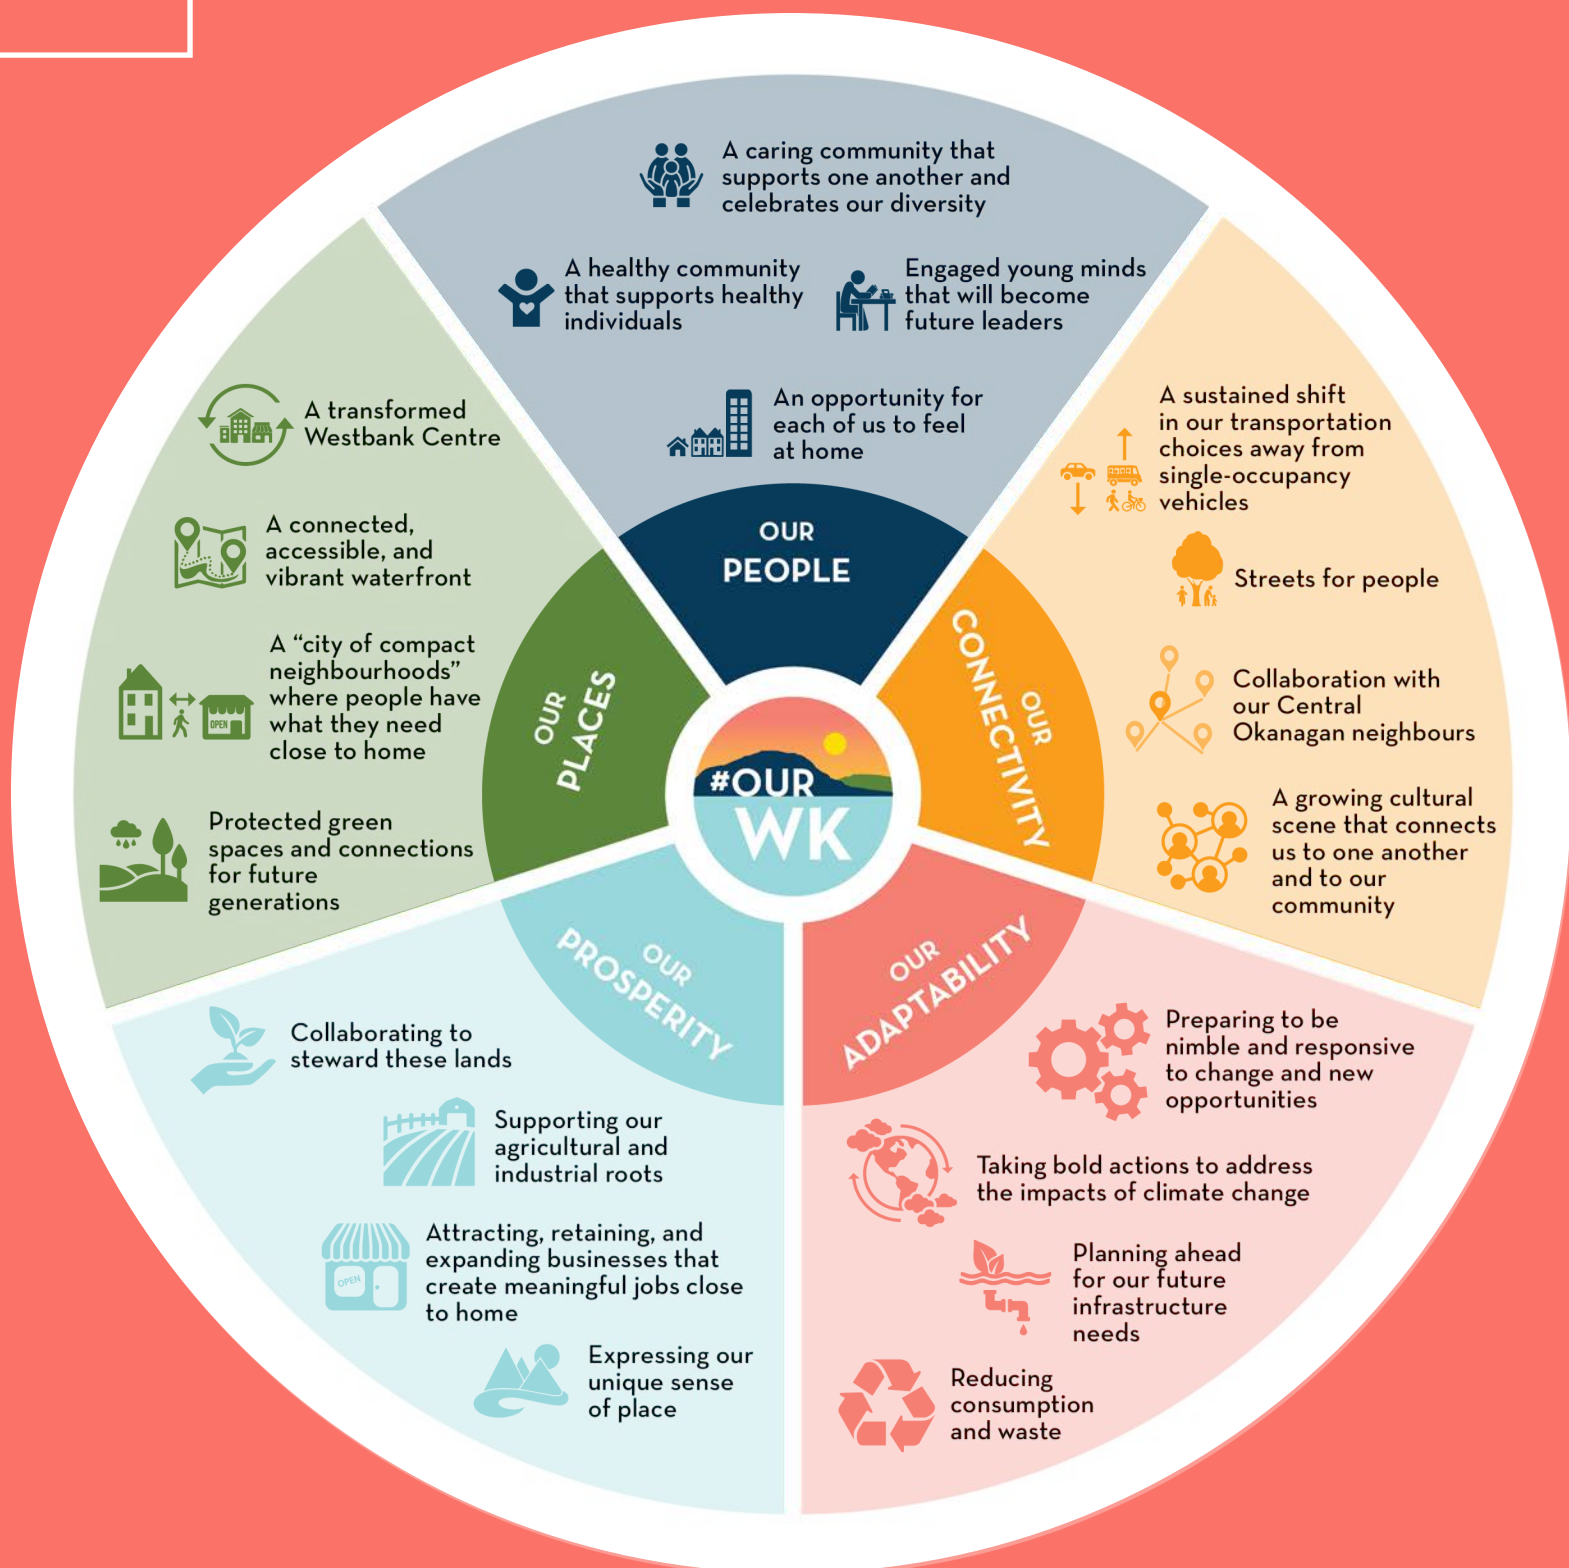 A caring community that
supports one another and
celebrates our diversity
A healthy community
that supports healthy
individuals
Engaged young minds
that will become
future leaders
An opportunity for
each of us to feel
at home
OUR
PEOPLE
A sustained shift
in our transportation
choices away from
single-occupancy
vehicles
Streets for people
Collaboration with
our Central
Okanagan neighbours
A growing cultural
scene that connects
us to one another
and to our
community
OUR
CONNECTIVITY
Preparing to be
nimble and responsive
to change and new
opportunities
Taking bold actions to address
the impacts of climate change
Planning ahead
for our future
infrastructure
needs
Reducing
consumption
and waste
OUR
ADAPTABILITY
OUR
PROSPERITY
Collaborating to
steward these lands
Supporting our
agricultural and
industrial roots
OPEN
Attracting, retaining, and
expanding businesses that
create meaningful jobs close
to home
Expressing our
unique sense
of place
OUR
PLACES
A transformed
Westbank Centre
A connected,
accessible, and
vibrant waterfront
OPEN
A “city of compact
neighbourhoods”
where people have
what they need
close to home
Protected green
spaces and connections
for future
generations
#OUR
WK